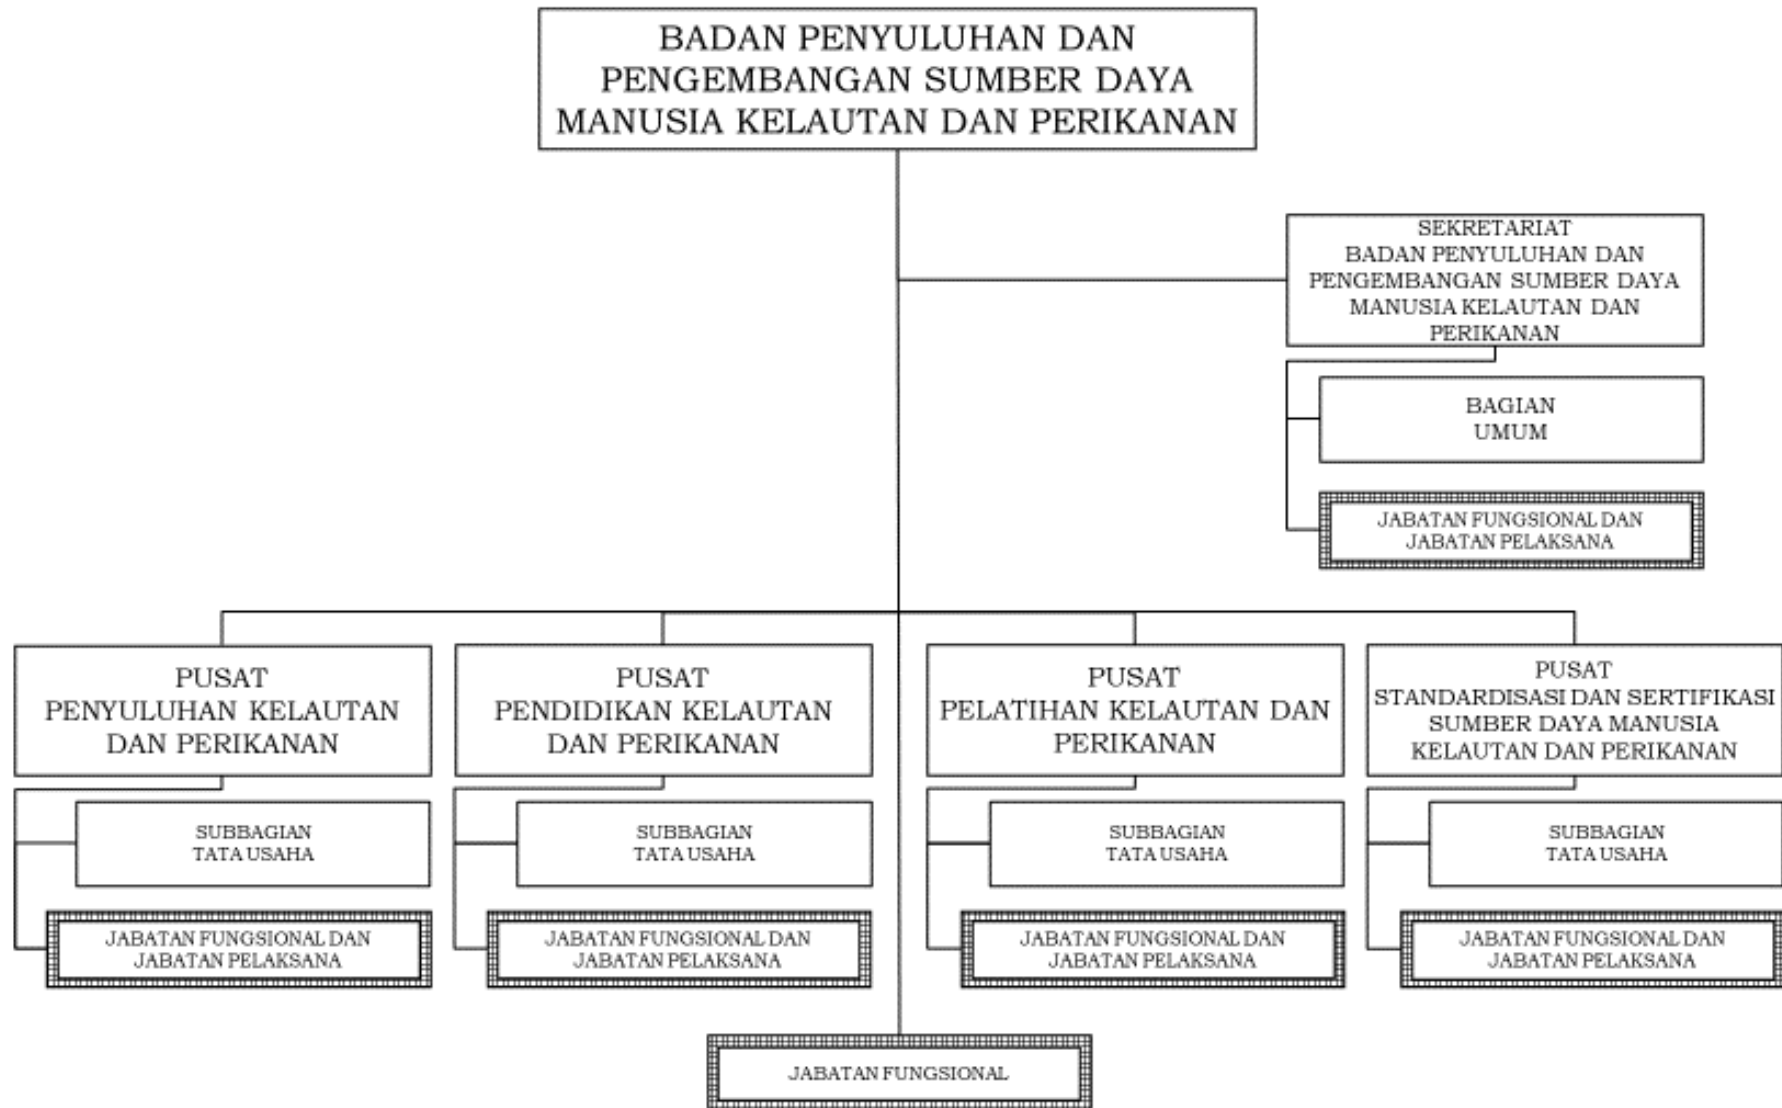 BADAN PENYULUHAN DAN
PENGEMBANGAN SUMBER DAYA
MANUSIA KELAUTAN DAN PERIKANAN
SEKRETARIAT
BADAN PENYULUHAN DAN
PENGEMBANGAN SUMBER DAYA
MANUSIA KELAUTAN DAN
PERIKANAN
BAGIAN
UMUM
JABATAN FUNGSIONAL DAN
JABATAN PELAKSANA
PUSAT
PENYULUHAN KELAUTAN
DAN PERIKANAN
SUBBAGIAN
TATA USAHA
JABATAN FUNGSIONAL DAN
JABATAN PELAKSANA
PUSAT
PENDIDIKAN KELAUTAN
DAN PERIKANAN
SUBBAGIAN
TATA USAHA
JABATAN FUNGSIONAL DAN
JABATAN PELAKSANA
PUSAT
PELATIHAN KELAUTAN DAN
PERIKANAN
SUBBAGIAN
TATA USAHA
JABATAN FUNGSIONAL DAN
JABATAN PELAKSANA
PUSAT
STANDARDISASI DAN SERTIFIKASI
SUMBER DAYA MANUSIA
KELAUTAN DAN PERIKANAN
SUBBAGIAN
TATA USAHA
JABATAN FUNGSIONAL DAN
JABATAN PELAKSANA
JABATAN FUNGSIONAL